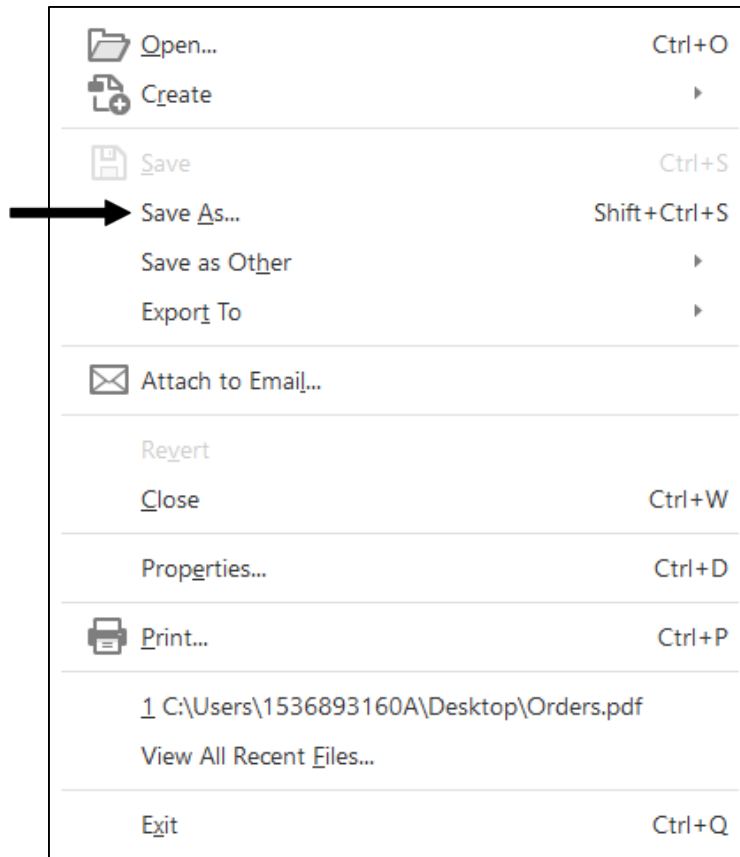 Open... Ctrl+O
Create
Save Ctrl+S
Save As... Shift+Ctrl+S
Save as Other
Export To
Attach to Email...
Revert
Close Ctrl+W
Properties... Ctrl+D
Print... Ctrl+P
1 C:\Users\1536893160A\Desktop\Orders.pdf
View All Recent Files...
Exit Ctrl+Q